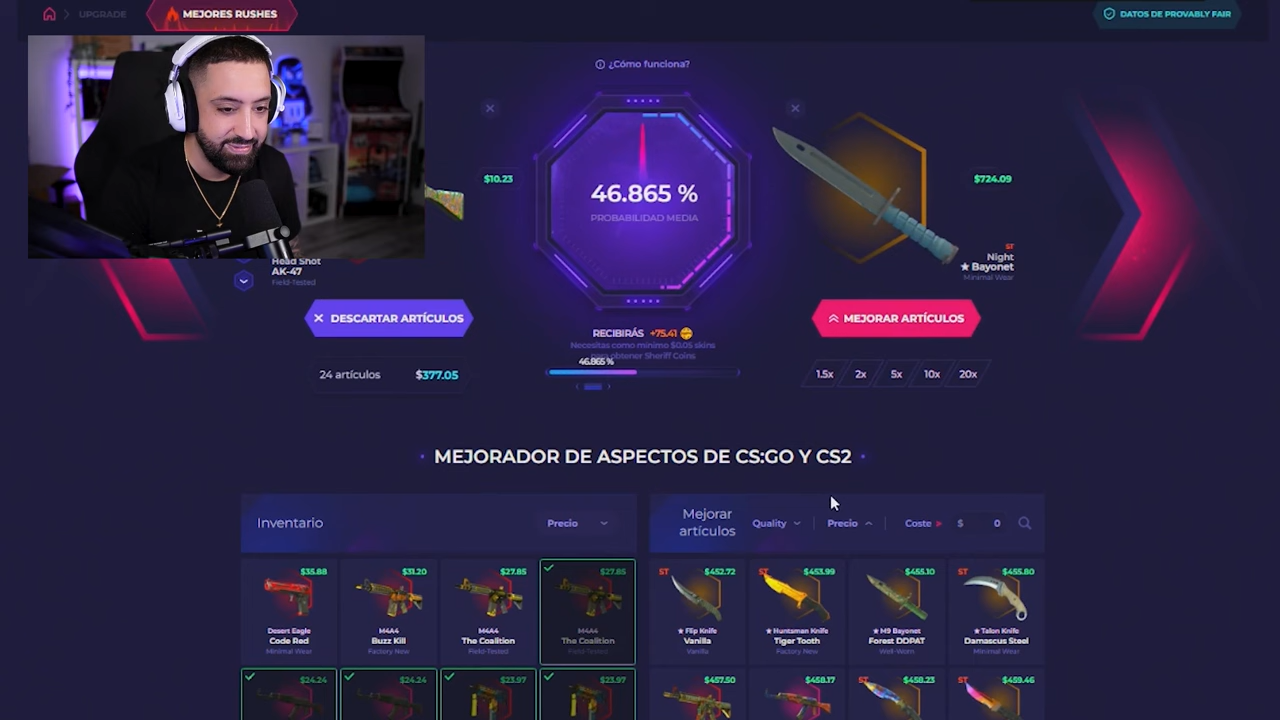 UPGRADE
MEJORES RUSHES
DATOS DE PROVABLY FAIR
¿Cómo funciona?
$10.23
46.865 %
PROBABILIDAD MEDIA
$724.09
ST
Night
★ Bayonet
Minimal Wear
Head Shot
AK-47
Field-Tested
DESCARTAR ARTÍCULOS
MEJORAR ARTÍCULOS
RECIBIRÁS +75.41
Necesitas como mínimo $0.05 skins
para obtener Sheriff Coins
46.865 %
24 artículos $377.05
1.5x 2x 5x 10x 20x
MEJORADOR DE ASPECTOS DE CS:GO Y CS2
Inventario
Precio
Mejorar
artículos
Quality
Precio
Coste
$ 0
$35.88
Desert Eagle
Code Red
Minimal Wear
$31.20
M4A4
Buzz Kill
Factory New
$27.85
M4A4
The Coalition
Field-Tested
$27.85
M4A4
The Coalition
Field-Tested
ST $452.72
★ Flip Knife
Vanilla
Vanilla
ST $453.99
★ Huntsman Knife
Tiger Tooth
Factory New
$455.10
★ M9 Bayonet
Forest DDPAT
Well-Worn
ST $455.80
★ Talon Knife
Damascus Steel
Minimal Wear
$24.24
$24.24
$23.97
$23.97
$457.50
$458.17
ST $458.23
ST $459.46